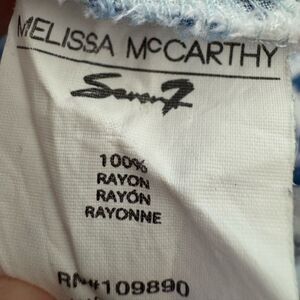 MELISSA McCARTHY
Seven7
100%
RAYON
RAYÓN
RAYONNE
RN#109890